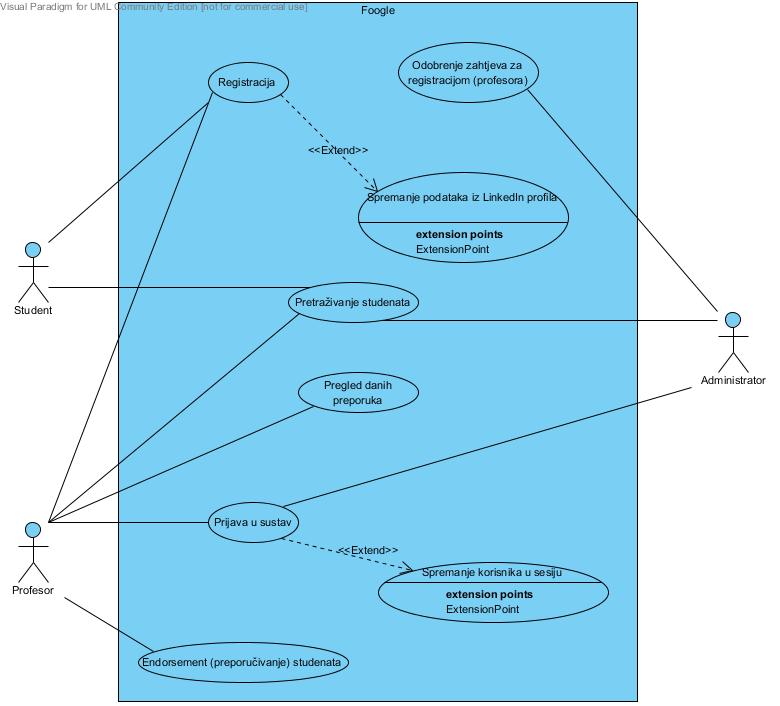 Visual Paradigm for UML Community Edition [not for commercial use]
Foogle
Odobrenje zahtjeva za
registracijom (profesora)
Registracija
<<Extend>>
Spremanje podataka iz LinkedIn profila
extension points
ExtensionPoint
Student
Pretraživanje studenata
Administrator
Pregled danih
preporuka
Prijava u sustav
<<Extend>>
Spremanje korisnika u sesiju
extension points
ExtensionPoint
Profesor
Endorsement (preporučivanje) studenata